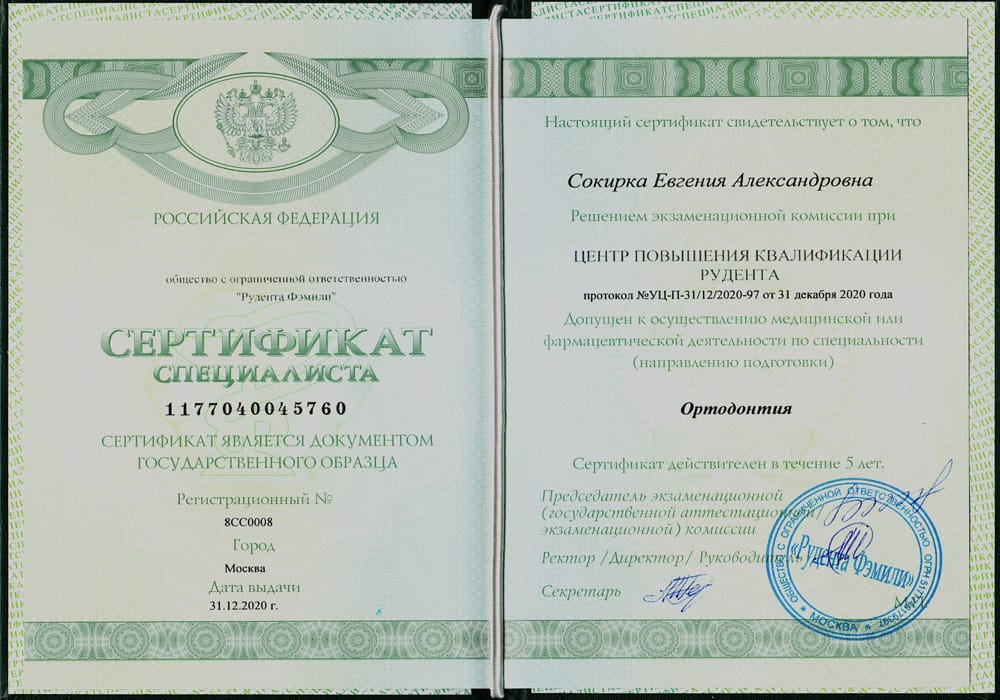 РОССИЙСКАЯ ФЕДЕРАЦИЯ
общество с ограниченной ответственностью
"Рудента Фэмили"
СЕРТИФИКАТ
СПЕЦИАЛИСТА
1177040045760
СЕРТИФИКАТ ЯВЛЯЕТСЯ ДОКУМЕНТОМ
ГОСУДАРСТВЕННОГО ОБРАЗЦА
Регистрационный №
8СС0008
Город
Москва
Дата выдачи
31.12.2020 г.
Настоящий сертификат свидетельствует о том, что
Сокирка Евгения Александровна
Решением экзаменационной комиссии при
ЦЕНТР ПОВЫШЕНИЯ КВАЛИФИКАЦИИ
РУДЕНТА
протокол №УЦ-П-31/12/2020-97 от 31 декабря 2020 года
Допущен к осуществлению медицинской или
фармацевтической деятельности по специальности
(направлению подготовки)
Ортодонтия
Сертификат действителен в течение 5 лет.
Председатель экзаменационной
(государственной аттестационной/
экзаменационной) комиссии
Ректор /Директор/ Руководитель
Секретарь
М.П.
ОБЩЕСТВО С ОГРАНИЧЕННОЙ ОТВЕТСТВЕННОСТЬЮ ОГРН
«Рудента Фэмили»
МОСКВА